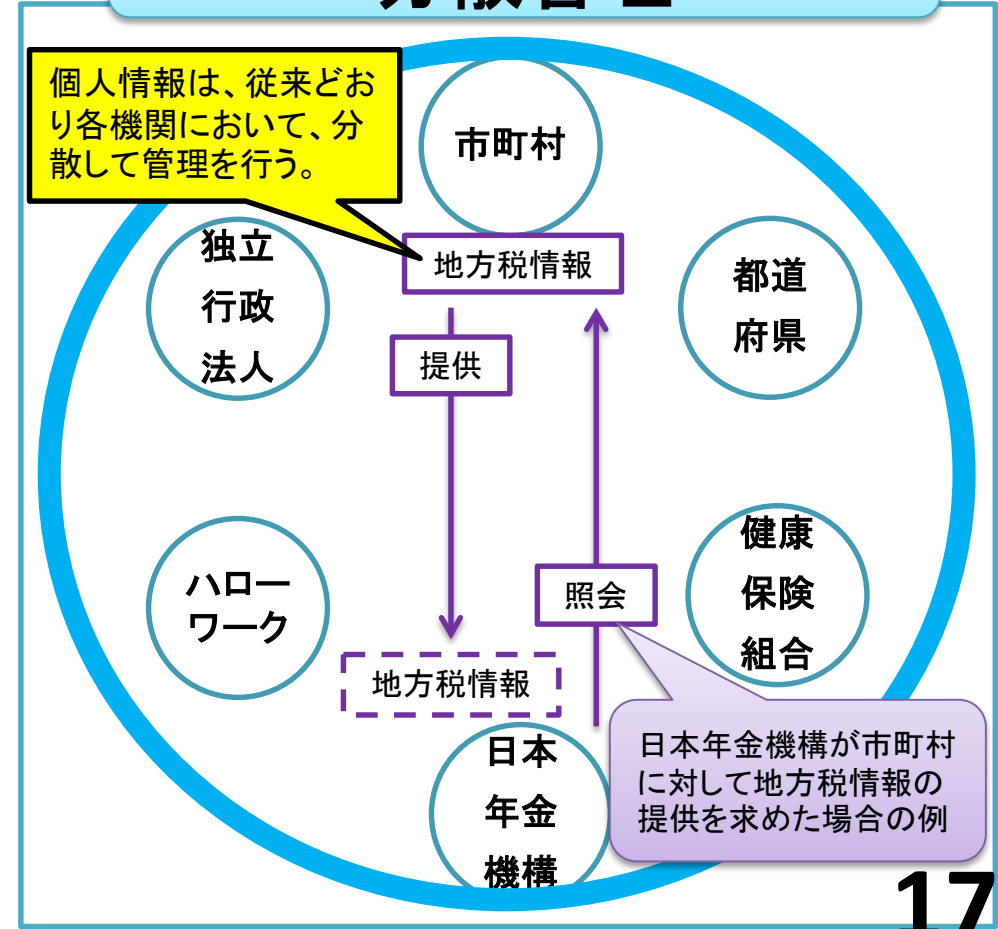 個人情報は、従来どお
り各機関において、分
散して管理を行う。
市町村
独立
行政
法人
地方税情報
都道
府県
提供
ハロー
ワーク
照会
健康
保険
組合
地方税情報
日本
年金
機構
日本年金機構が市町村
に対して地方税情報の
提供を求めた場合の例
17